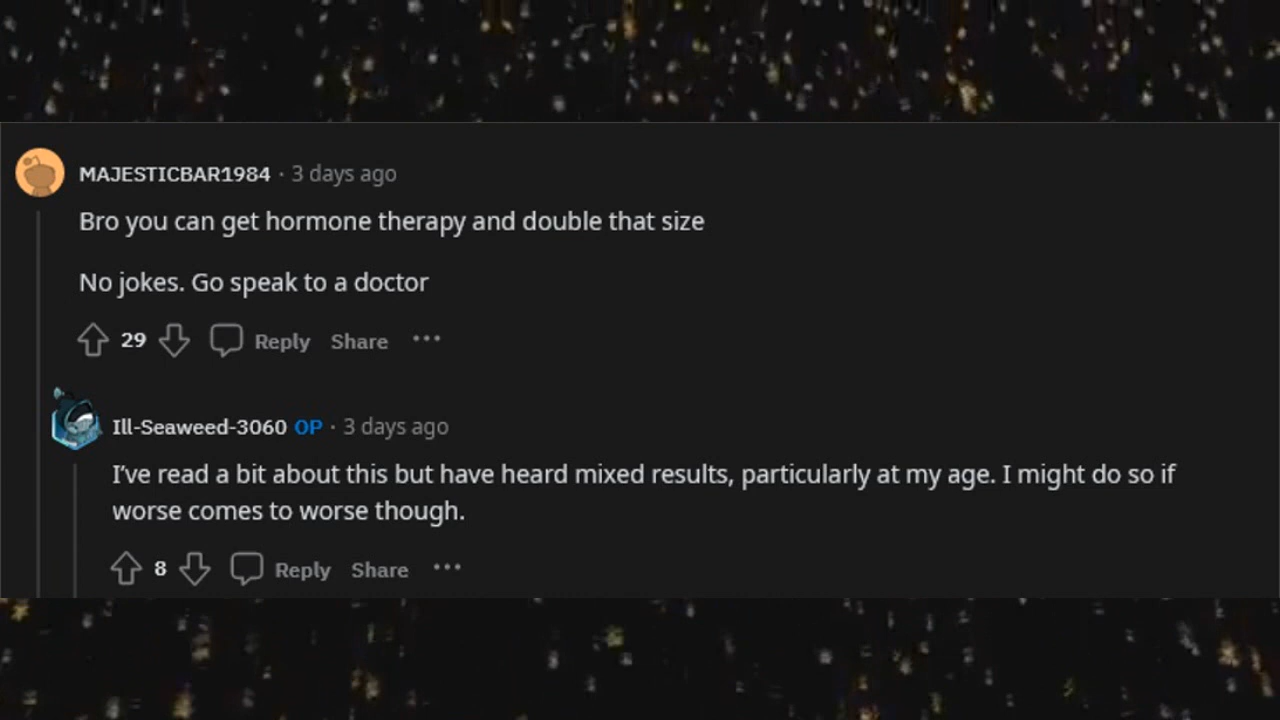 MAJESTICBAR1984 · 3 days ago
Bro you can get hormone therapy and double that size
No jokes. Go speak to a doctor
29 Reply Share ···
Ill-Seaweed-3060 OP · 3 days ago
I’ve read a bit about this but have heard mixed results, particularly at my age. I might do so if
worse comes to worse though.
8 Reply Share ···